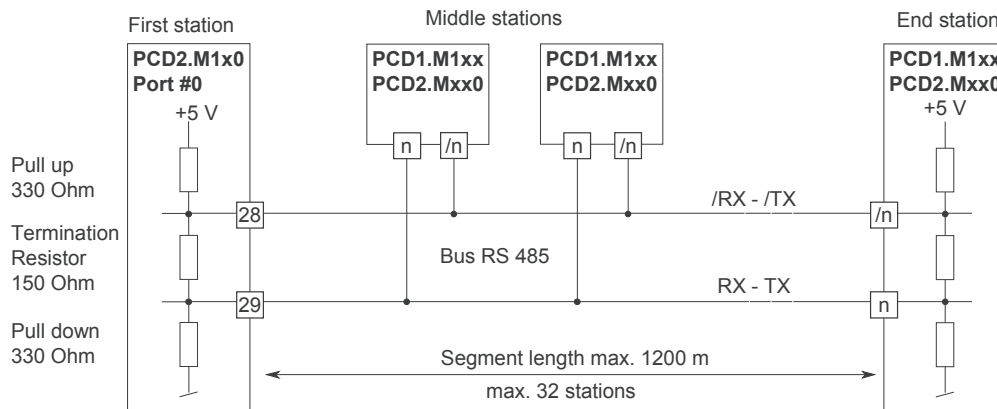 First station
Middle stations
End station
PCD2.M1x0
Port #0
+5 V
PCD1.M1xx
PCD2.Mxx0
PCD1.M1xx
PCD2.Mxx0
PCD1.M1xx
PCD2.Mxx0
+5 V
n
/n
n
/n
Pull up
330 Ohm
28
/RX - /TX
/n
Termination
Resistor
150 Ohm
Bus RS 485
29
RX - TX
n
Pull down
330 Ohm
Segment length max. 1200 m
max. 32 stations